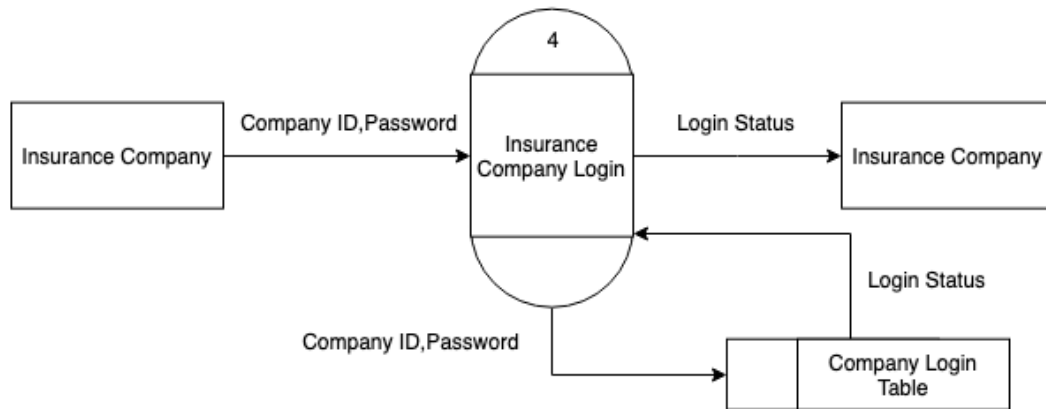 4
Insurance Company
Company ID,Password
Insurance
Company Login
Login Status
Insurance Company
Login Status
Company ID,Password
Company Login
Table